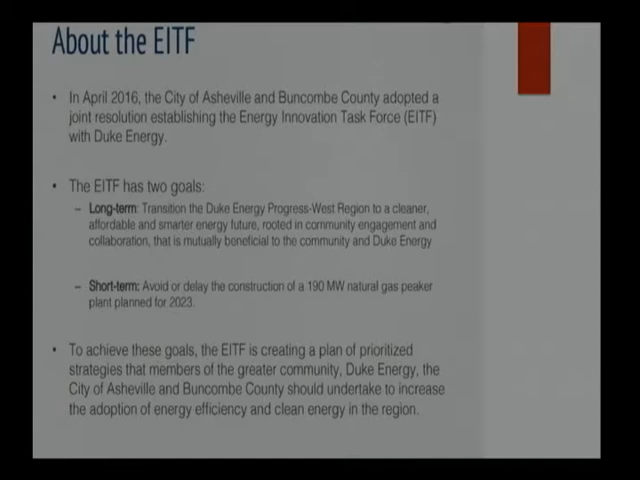 About the EITF
• In April 2016, the City of Asheville and Buncombe County adopted a
joint resolution establishing the Energy Innovation Task Force (EITF)
with Duke Energy.
• The EITF has two goals:
– Long-term: Transition the Duke Energy Progress-West Region to a cleaner,
affordable and smarter energy future, rooted in community engagement and
collaboration, that is mutually beneficial to the community and Duke Energy
– Short-term: Avoid or delay the construction of a 190 MW natural gas peaker
plant planned for 2023.
• To achieve these goals, the EITF is creating a plan of prioritized
strategies that members of the greater community, Duke Energy, the
City of Asheville and Buncombe County should undertake to increase
the adoption of energy efficiency and clean energy in the region.